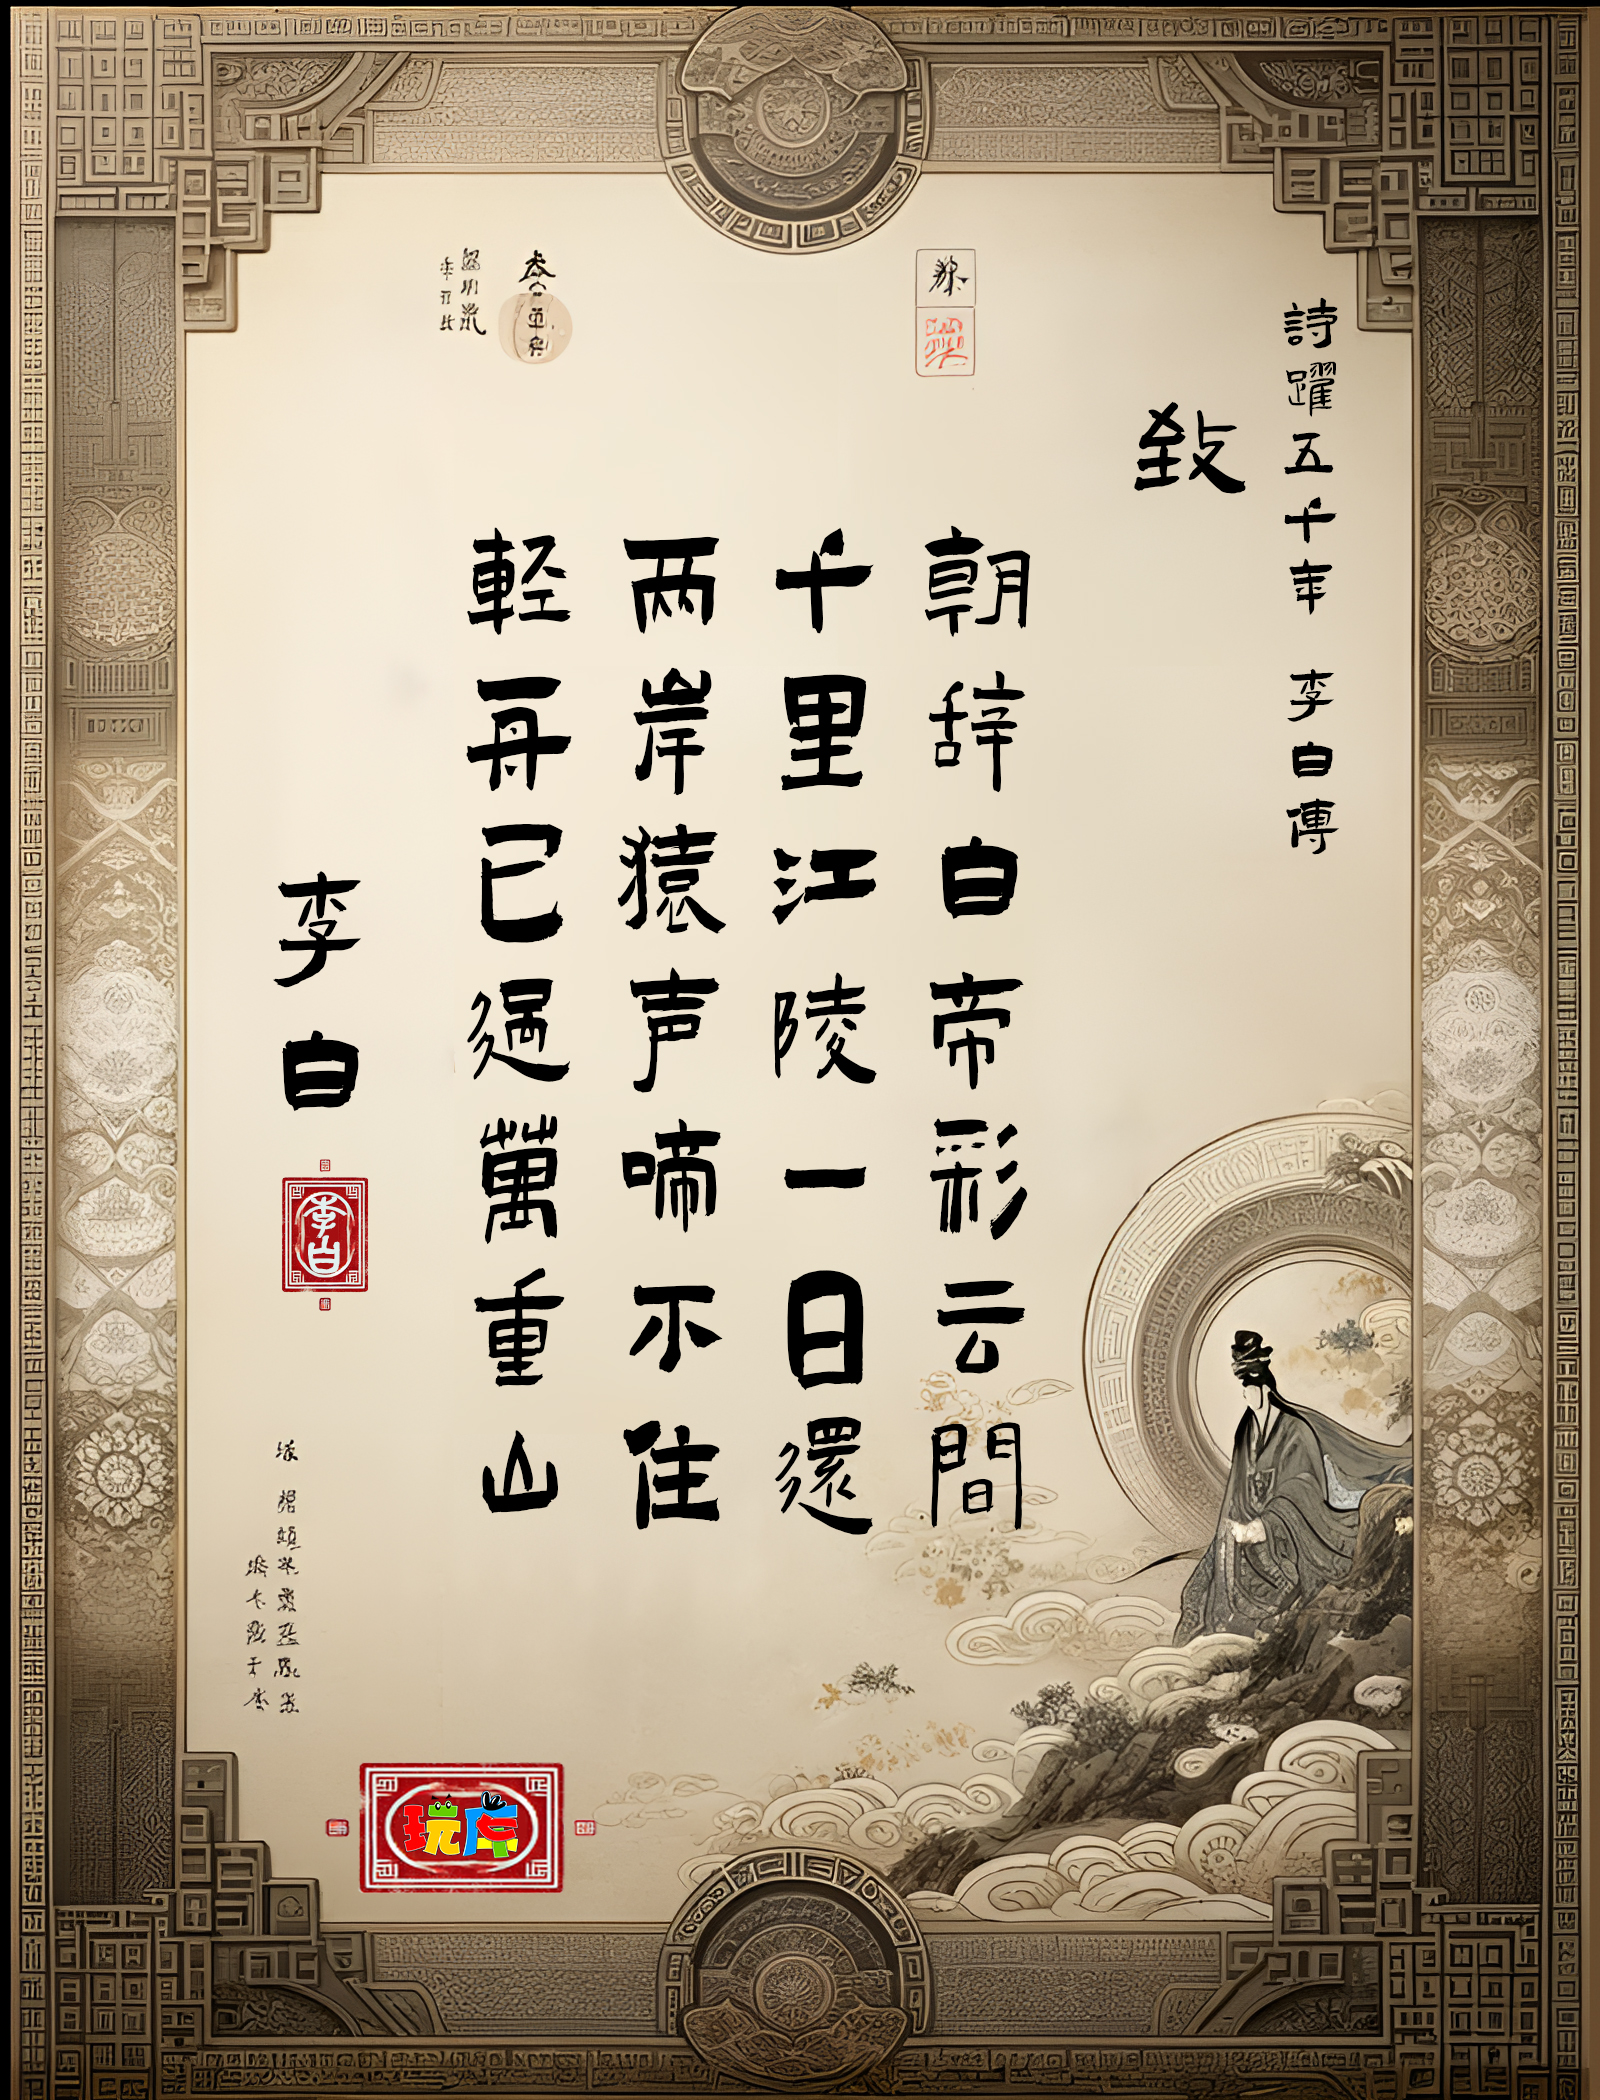 詩躍五千年 李白傳
致
朝辞白帝彩云間
千里江陵一日還
两岸猿声啼不住
輕舟已過萬重山
李白
李白
玩库